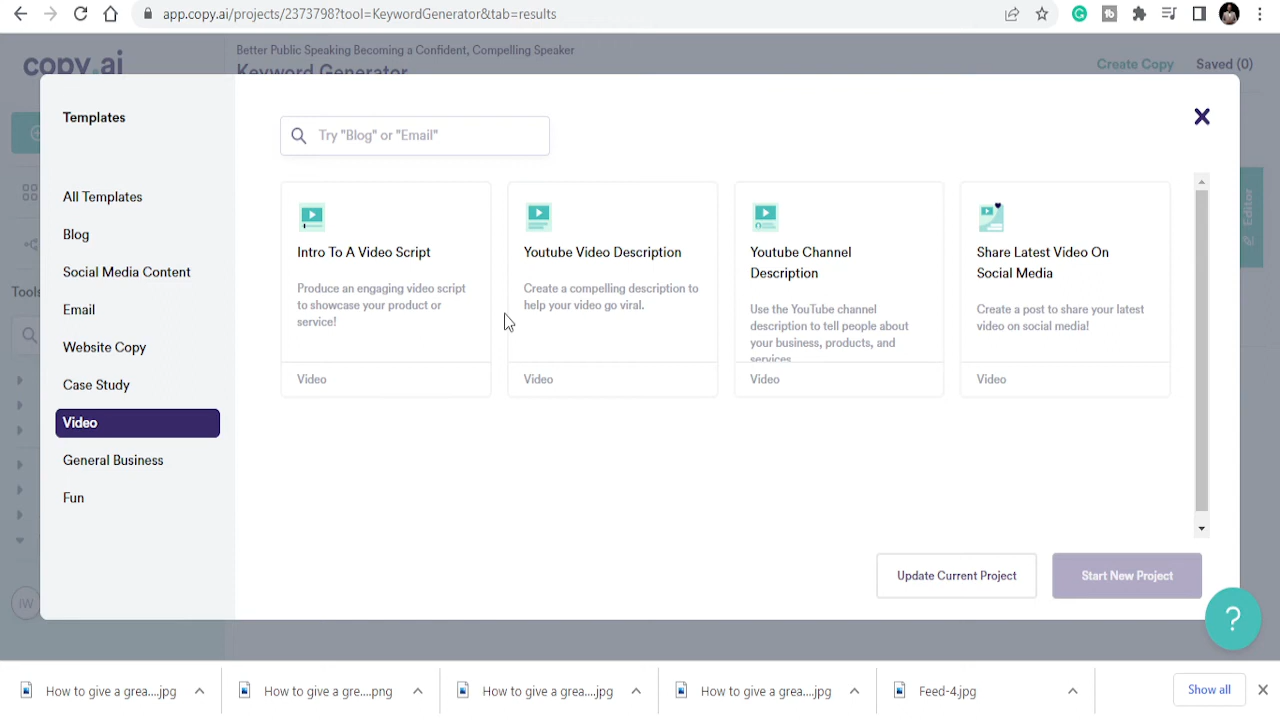 app.copy.ai/projects/2373798?tool=KeywordGenerator&tab=results
copy.ai
Better Public Speaking Becoming a Confident, Compelling Speaker
Keyword Generator
Create Copy
Saved (0)
Templates
Try "Blog" or "Email"
All Templates
Blog
Social Media Content
Email
Website Copy
Case Study
Video
General Business
Fun
Intro To A Video Script
Produce an engaging video script
to showcase your product or
service!
Video
Youtube Video Description
Create a compelling description to
help your video go viral.
Video
Youtube Channel
Description
Use the YouTube channel
description to tell people about
your business, products, and
services
Video
Share Latest Video On
Social Media
Create a post to share your latest
video on social media!
Video
Editor
Tools
IW
Update Current Project
Start New Project
?
How to give a grea....jpg
How to give a gre....png
How to give a grea....jpg
How to give a grea....jpg
Feed-4.jpg
Show all